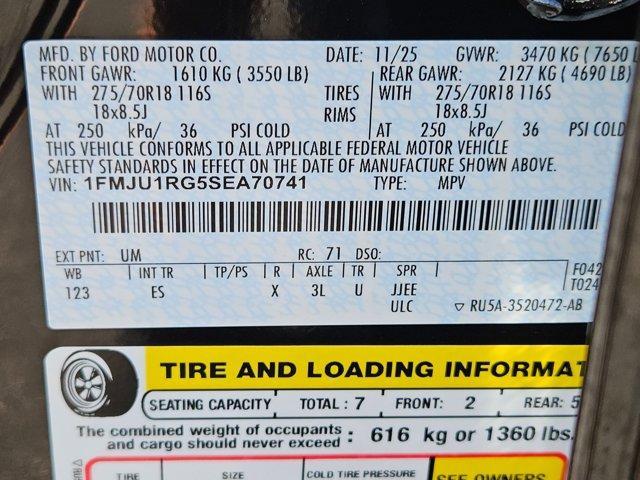 MFD. BY FORD MOTOR CO. DATE: 11/25 GVWR: 3470 KG (7650 L
FRONT GAWR: 1610 KG (3550 LB) REAR GAWR: 2127 KG (4690 LB)
WITH 275/70R18 116S TIRES WITH 275/70R18 116S
18x8.5J RIMS 18x8.5J
AT 250 kPa/ 36 PSI COLD AT 250 kPa/ 36 PSI COLD
THIS VEHICLE CONFORMS TO ALL APPLICABLE FEDERAL MOTOR VEHICLE
SAFETY STANDARDS IN EFFECT ON THE DATE OF MANUFACTURE SHOWN ABOVE.
VIN: 1FMJU1RG5SEA70741 TYPE: MPV
EXT PNT: UM RC: 71 DSO:
WB INT TR TP/PS R AXLE TR SPR F042
123 ES X 3L U JJEE T024
ULC ▽ RU5A-3520472-AB
TIRE AND LOADING INFORMAT
SEATING CAPACITY TOTAL: 7 FRONT: 2 REAR: 5
The combined weight of occupants
and cargo should never exceed : 616 kg or 1360 lbs.
TIRE SIZE COLD TIRE PRESSURE SEE OWNERS